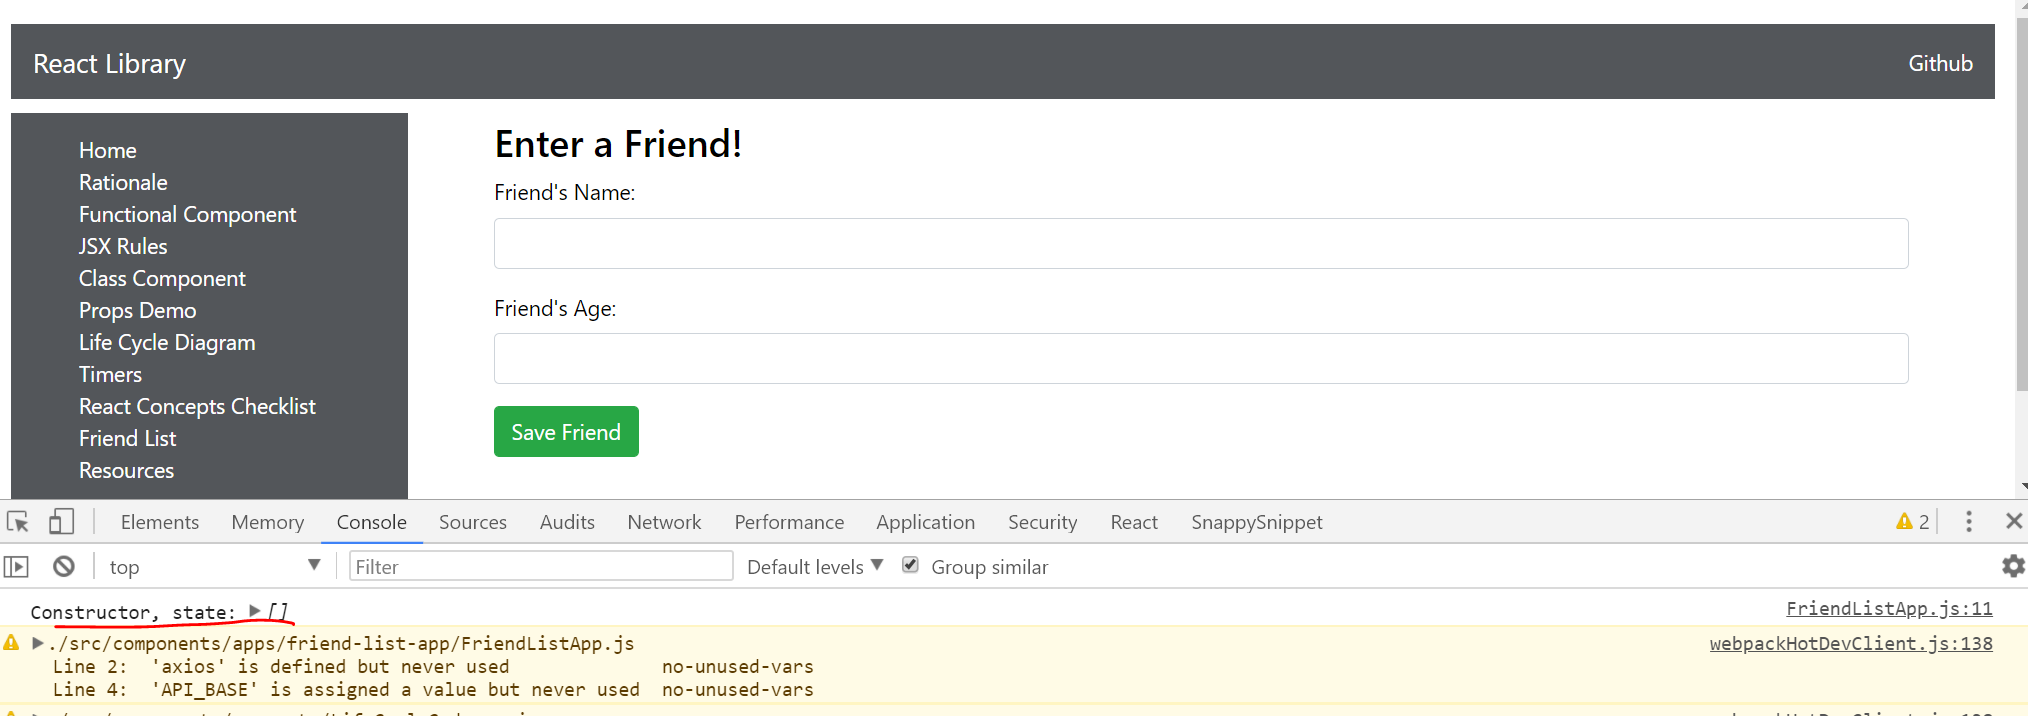 React Library
Github
Home
Rationale
Functional Component
JSX Rules
Class Component
Props Demo
Life Cycle Diagram
Timers
React Concepts Checklist
Friend List
Resources
Enter a Friend!
Friend's Name:
Friend's Age:
Save Friend
Elements Memory Console Sources Audits Network Performance Application Security React SnappySnippet 2
top Filter Default levels Group similar
Constructor, state: ▶ [] FriendListApp.js:11
▶./src/components/apps/friend-list-app/FriendListApp.js webpackHotDevClient.js:138
Line 2: 'axios' is defined but never used no-unused-vars
Line 4: 'API_BASE' is assigned a value but never used no-unused-vars